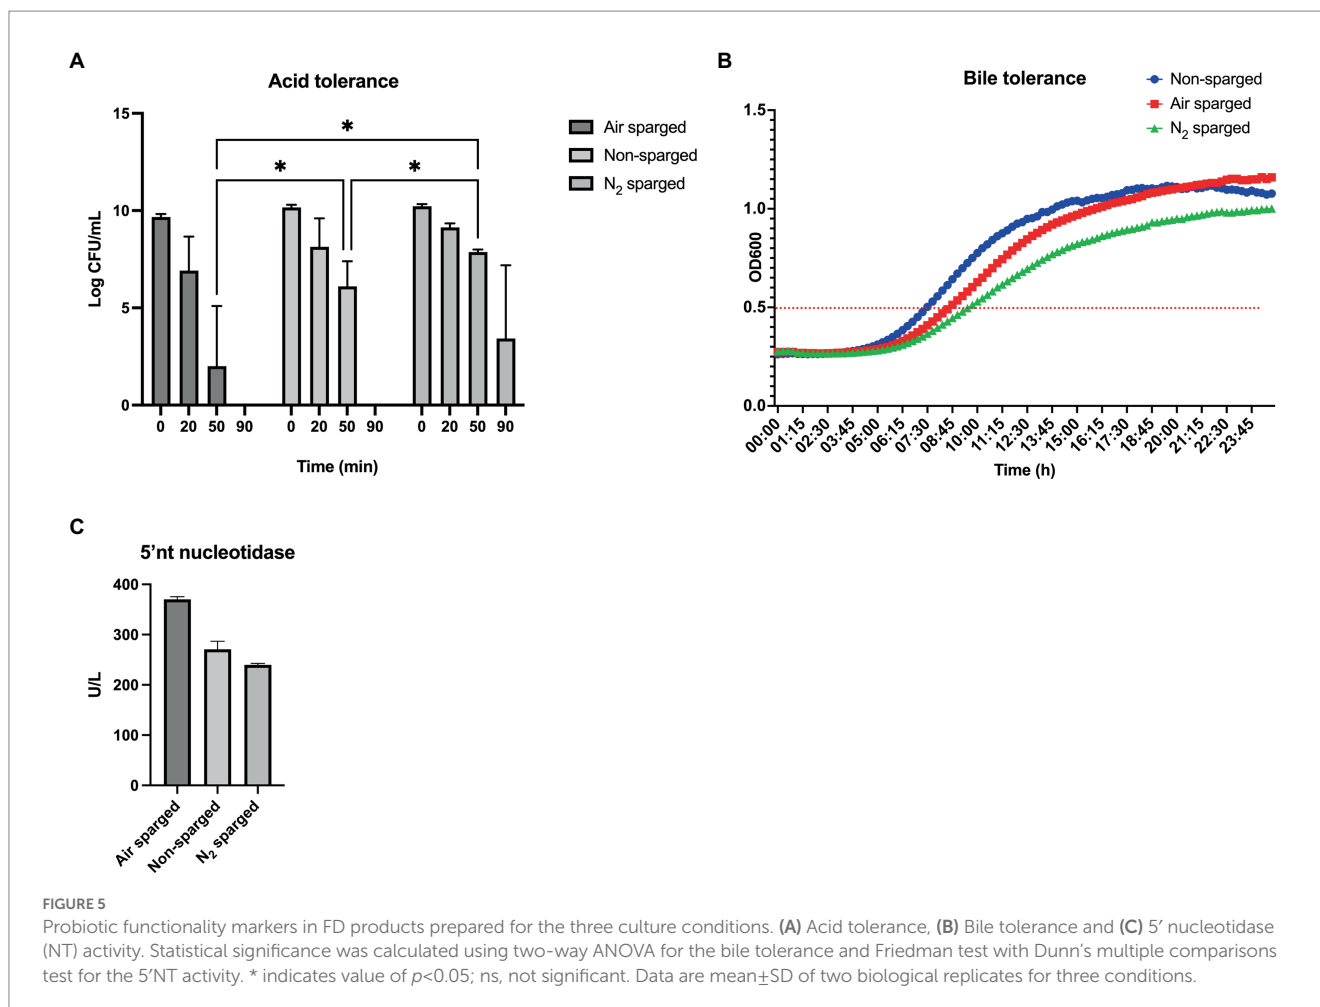 A
Acid tolerance
15
10
5
0
Log CFU/mL
*
*
*
0 20 50 90 0 20 50 90 0 20 50 90
Time (min)
Air sparged
Non-sparged
N2 sparged
B
Bile tolerance
Non-sparged
Air sparged
N2 sparged
1.5
1.0
0.5
0.0
OD600
00:00 01:15 02:30 03:45 05:00 06:15 07:30 08:45 10:00 11:15 12:30 13:45 15:00 16:15 17:30 18:45 20:00 21:15 22:30 23:45
Time (h)
C
5’nt nucleotidase
400
300
200
100
0
U/L
Air sparged
Non-sparged
N2 sparged
FIGURE 5
Probiotic functionality markers in FD products prepared for the three culture conditions. (A) Acid tolerance, (B) Bile tolerance and (C) 5′ nucleotidase
(NT) activity. Statistical significance was calculated using two-way ANOVA for the bile tolerance and Friedman test with Dunn’s multiple comparisons
test for the 5′NT activity. * indicates value of p<0.05; ns, not significant. Data are mean±SD of two biological replicates for three conditions.